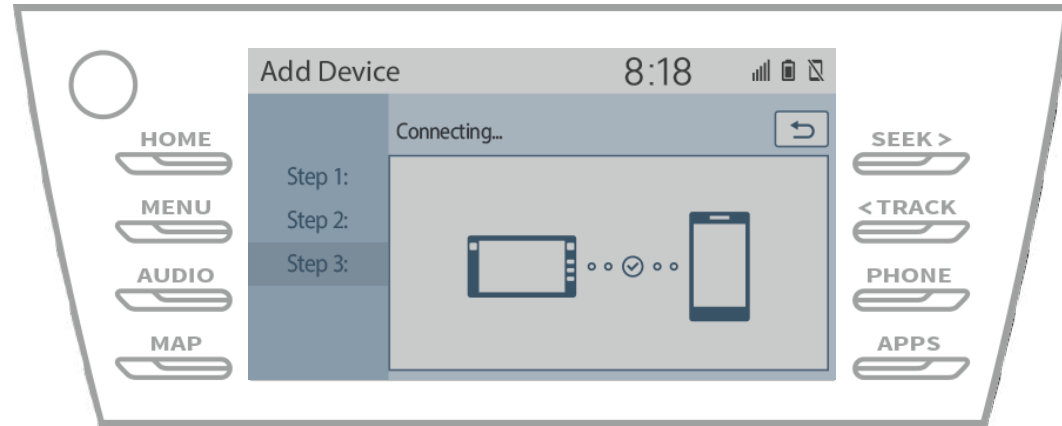 Add Device
8:18
Connecting...
Step 1:
Step 2:
Step 3:
HOME
MENU
AUDIO
MAP
SEEK >
< TRACK
PHONE
APPS